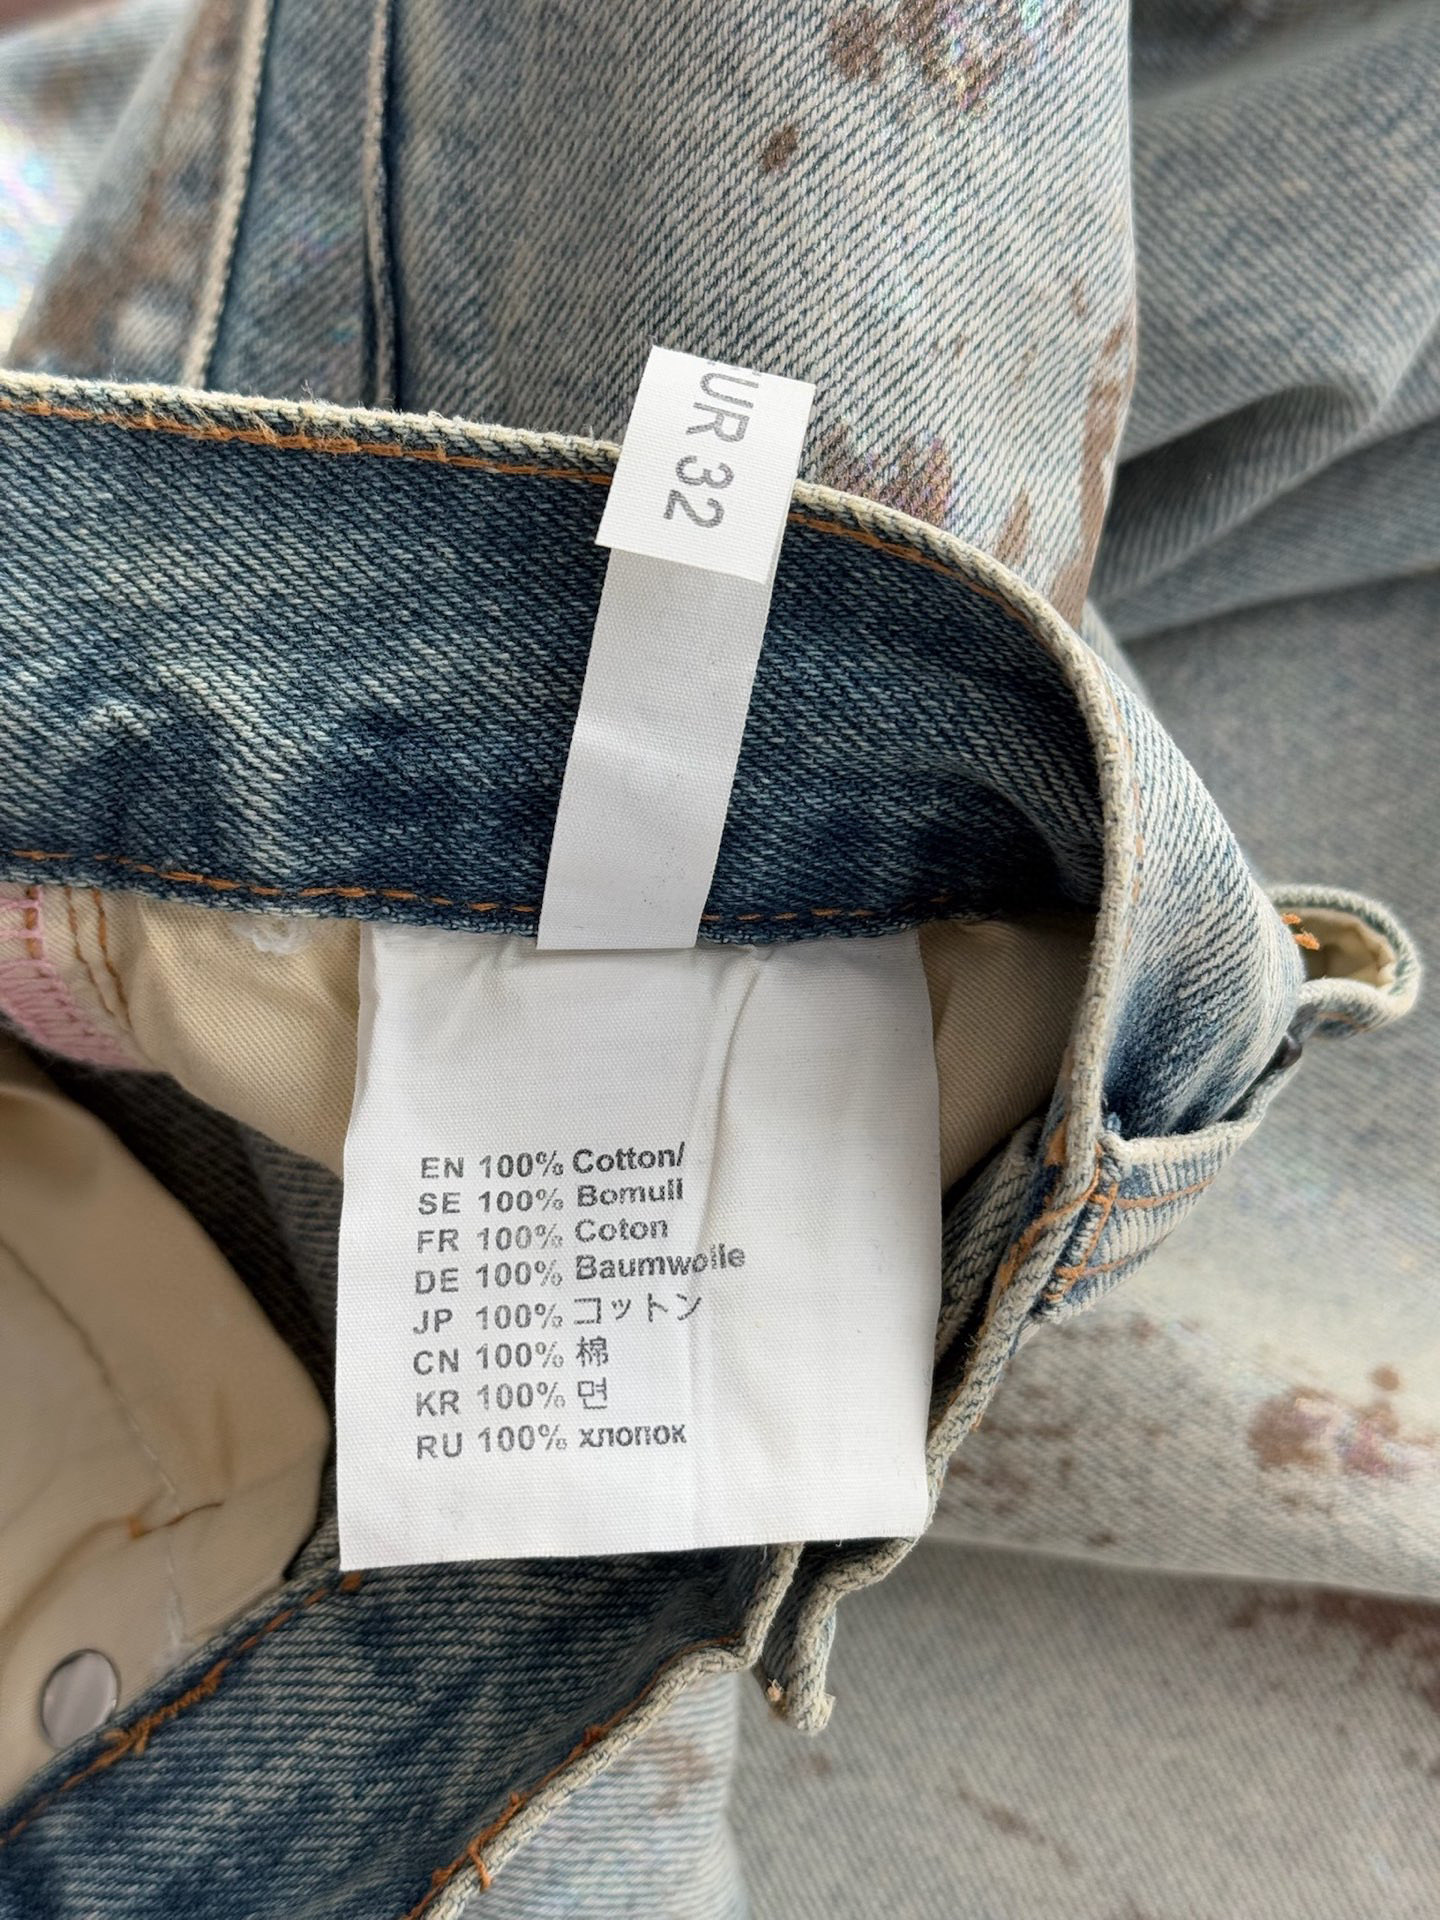 UR 32
EN 100% Cotton/
SE 100% Bomull
FR 100% Coton
DE 100% Baumwolle
JP 100% コットン
CN 100% 棉
KR 100% 면
RU 100% хлопок